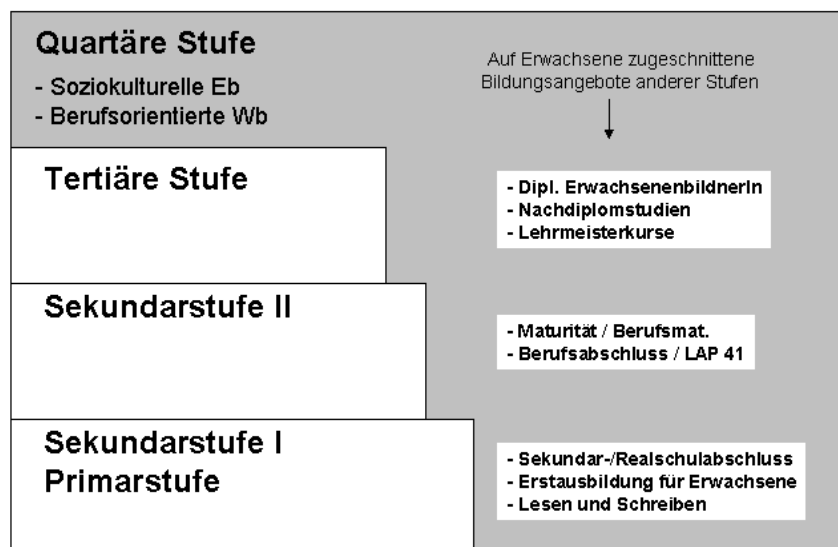 Quartäre Stufe
- Soziokulturelle Eb
- Berufsorientierte Wb
Auf Erwachsene zugeschnittene
Bildungsangebote anderer Stufen
Tertiäre Stufe
- Dipl. ErwachsenenbildnerIn
- Nachdiplomstudien
- Lehrmeisterkurse
Sekundarstufe II
- Maturität / Berufsmat.
- Berufsabschluss / LAP 41
Sekundarstufe I
Primarstufe
- Sekundar-/Realschulabschluss
- Erstausbildung für Erwachsene
- Lesen und Schreiben